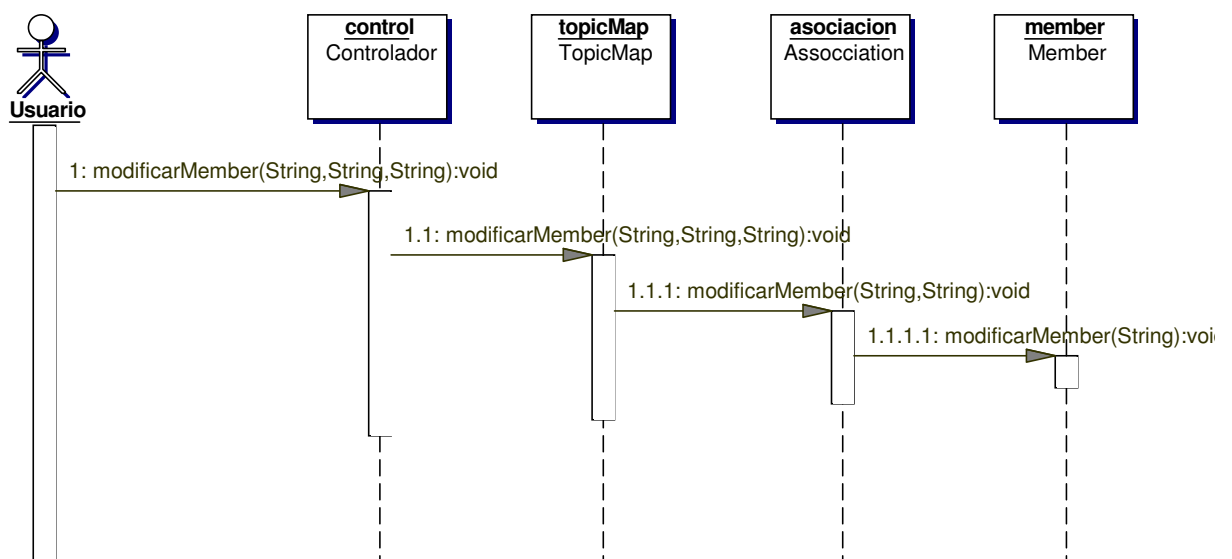 control
Controlador
topicMap
TopicMap
asociacion
Assocciation
member
Member
Usuario
1: modificarMember(String,String,String):void
1.1: modificarMember(String,String,String):void
1.1.1: modificarMember(String,String):void
1.1.1.1: modificarMember(String):voi